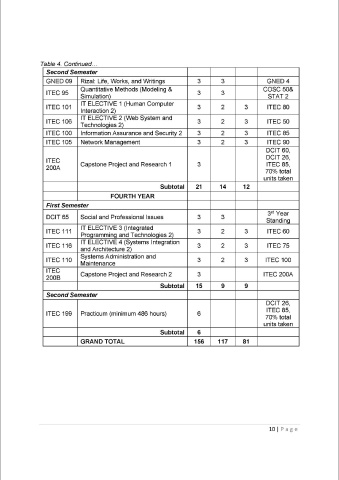 Table 4. Continued…
Second Semester
GNED 09 Rizal: Life, Works, and Writings 3 3 GNED 4
ITEC 95 Quantitative Methods (Modeling & Simulation) 3 3 COSC 50& STAT 2
ITEC 101 IT ELECTIVE 1 (Human Computer Interaction 2) 3 2 3 ITEC 80
ITEC 106 IT ELECTIVE 2 (Web System and Technologies 2) 3 2 3 ITEC 50
ITEC 100 Information Assurance and Security 2 3 2 3 ITEC 85
ITEC 105 Network Management 3 2 3 ITEC 90
ITEC 200A Capstone Project and Research 1 3 DCIT 60, DCIT 26, ITEC 85, 70% total units taken
Subtotal 21 14 12
FOURTH YEAR
First Semester
DCIT 65 Social and Professional Issues 3 3 3rd Year Standing
ITEC 111 IT ELECTIVE 3 (Integrated Programming and Technologies 2) 3 2 3 ITEC 60
ITEC 116 IT ELECTIVE 4 (Systems Integration and Architecture 2) 3 2 3 ITEC 75
ITEC 110 Systems Administration and Maintenance 3 2 3 ITEC 100
ITEC 200B Capstone Project and Research 2 3 ITEC 200A
Subtotal 15 9 9
Second Semester
ITEC 199 Practicum (minimum 486 hours) 6 DCIT 26, ITEC 85, 70% total units taken
Subtotal 6
GRAND TOTAL 156 117 81
10 | Page